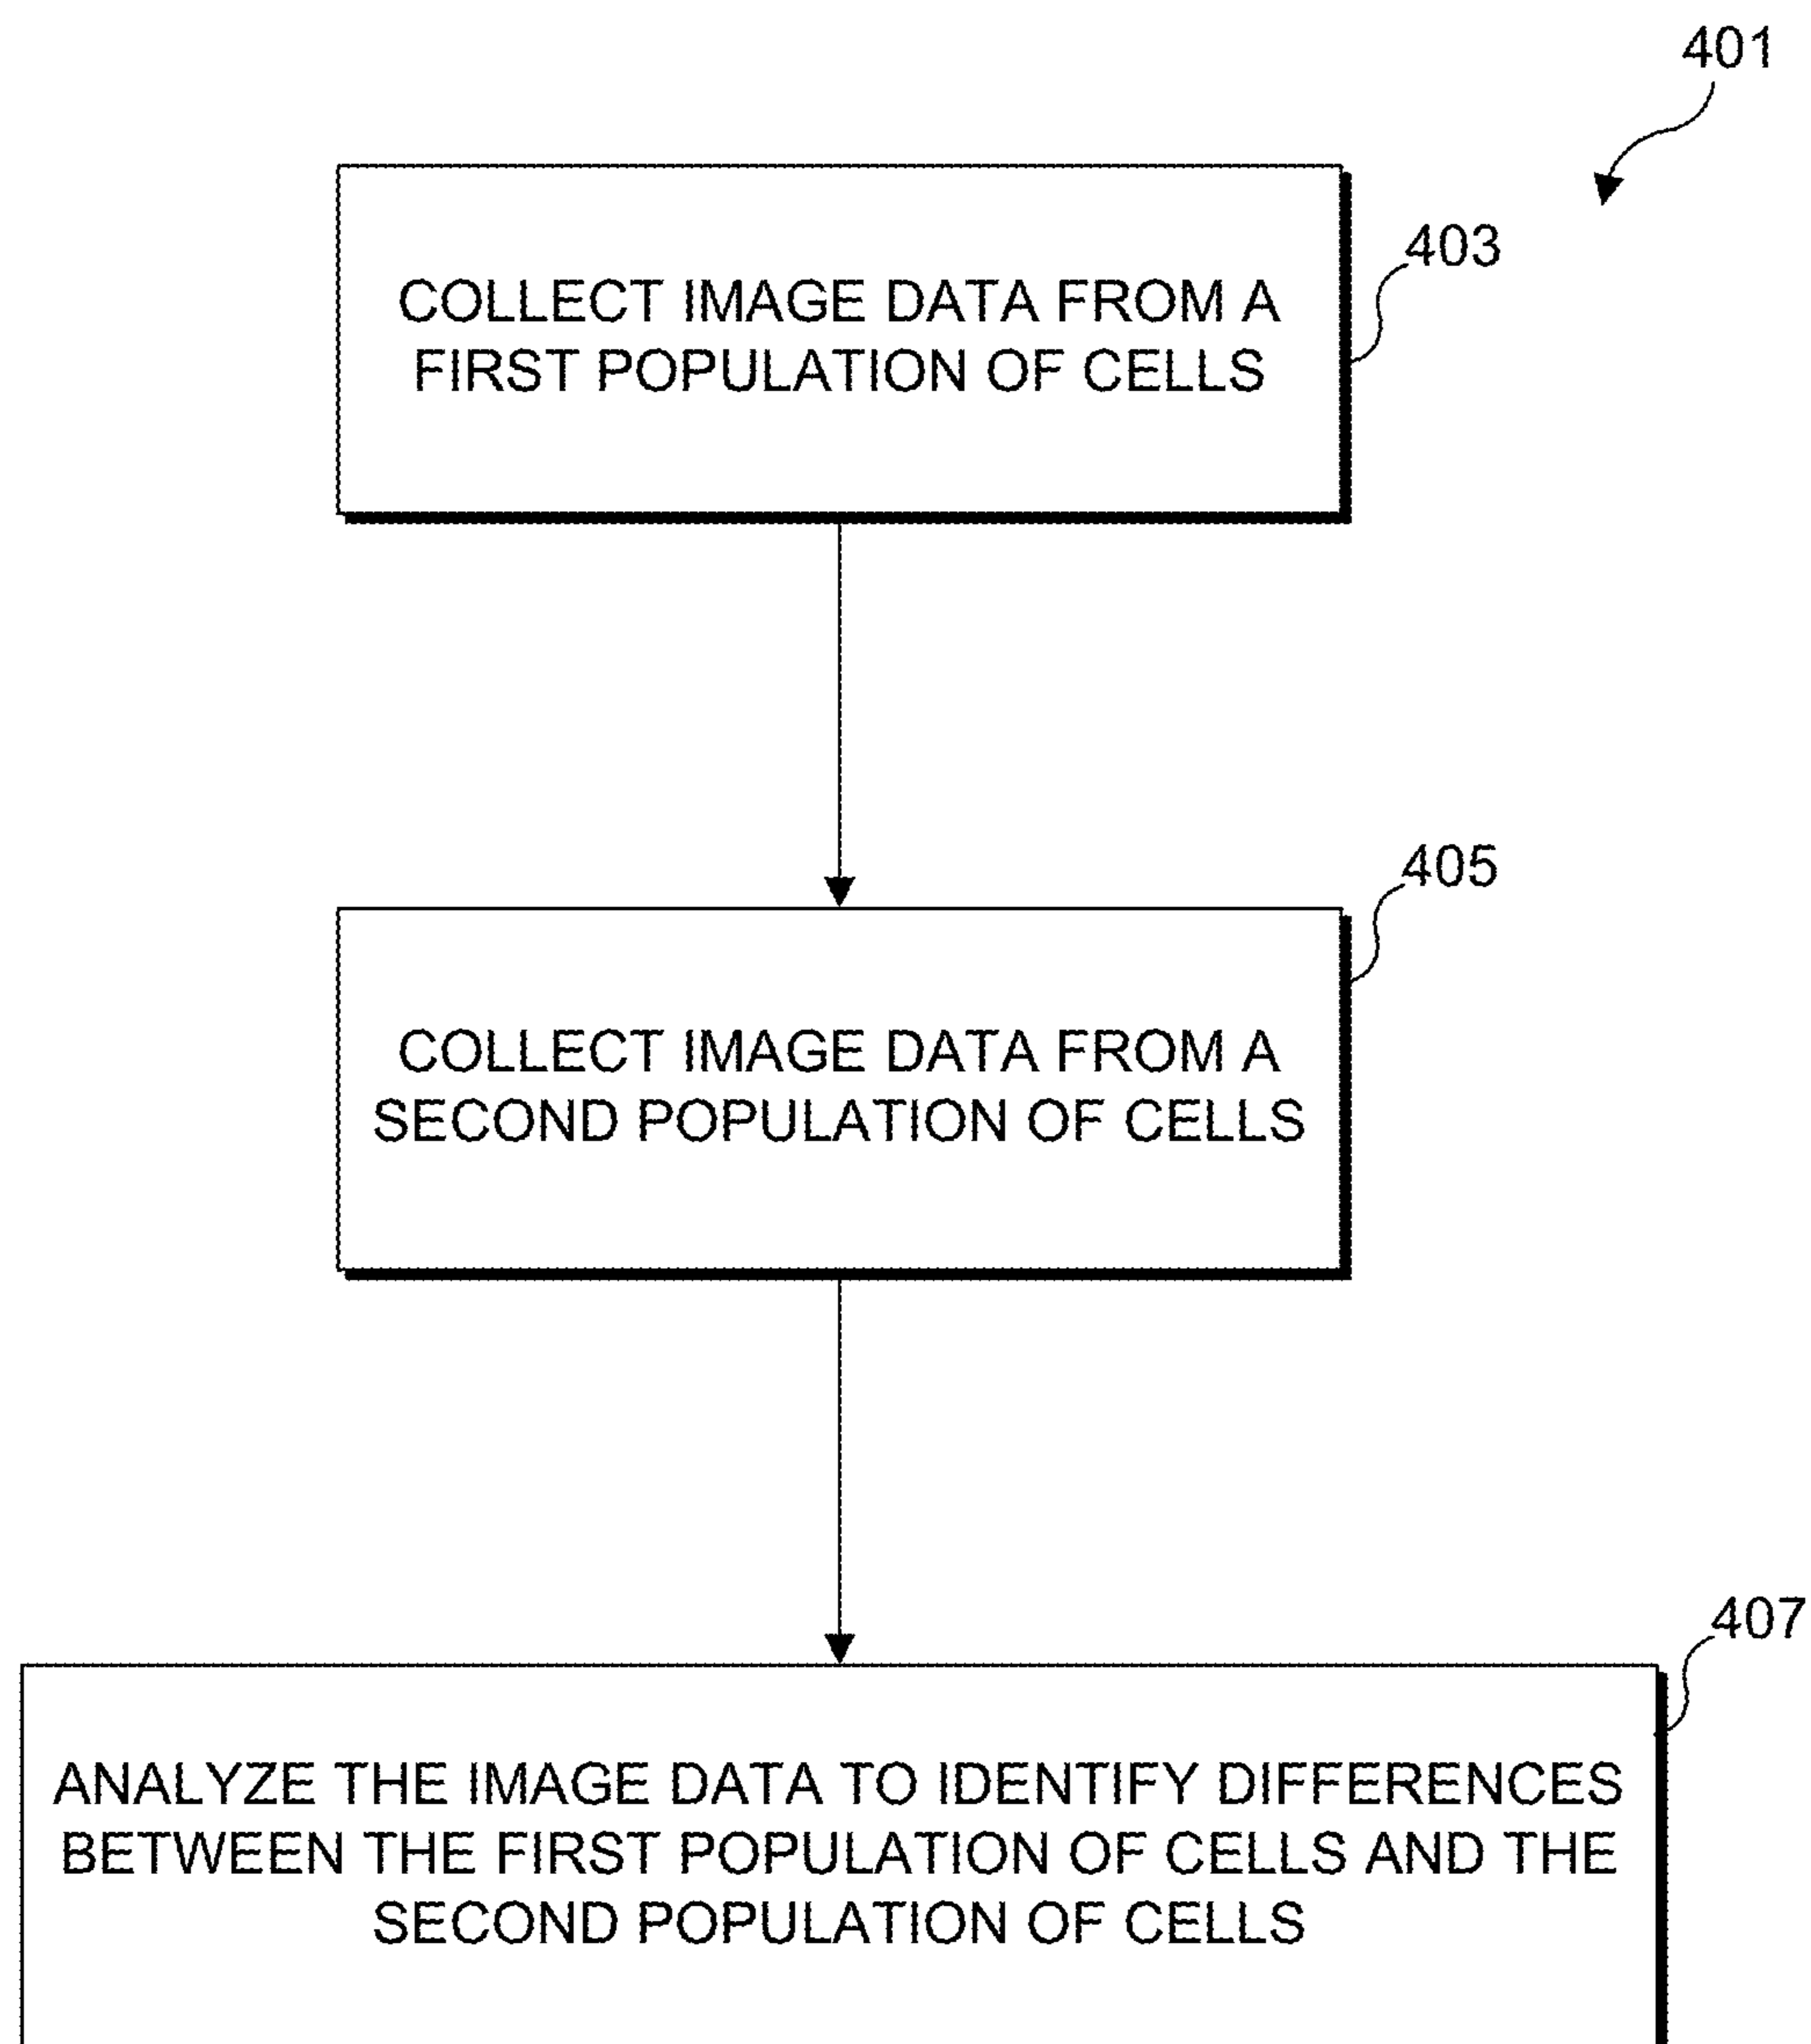 401
403
COLLECT IMAGE DATA FROM A
FIRST POPULATION OF CELLS
405
COLLECT IMAGE DATA FROM A
SECOND POPULATION OF CELLS
407
ANALYZE THE IMAGE DATA TO IDENTIFY DIFFERENCES
BETWEEN THE FIRST POPULATION OF CELLS AND THE
SECOND POPULATION OF CELLS